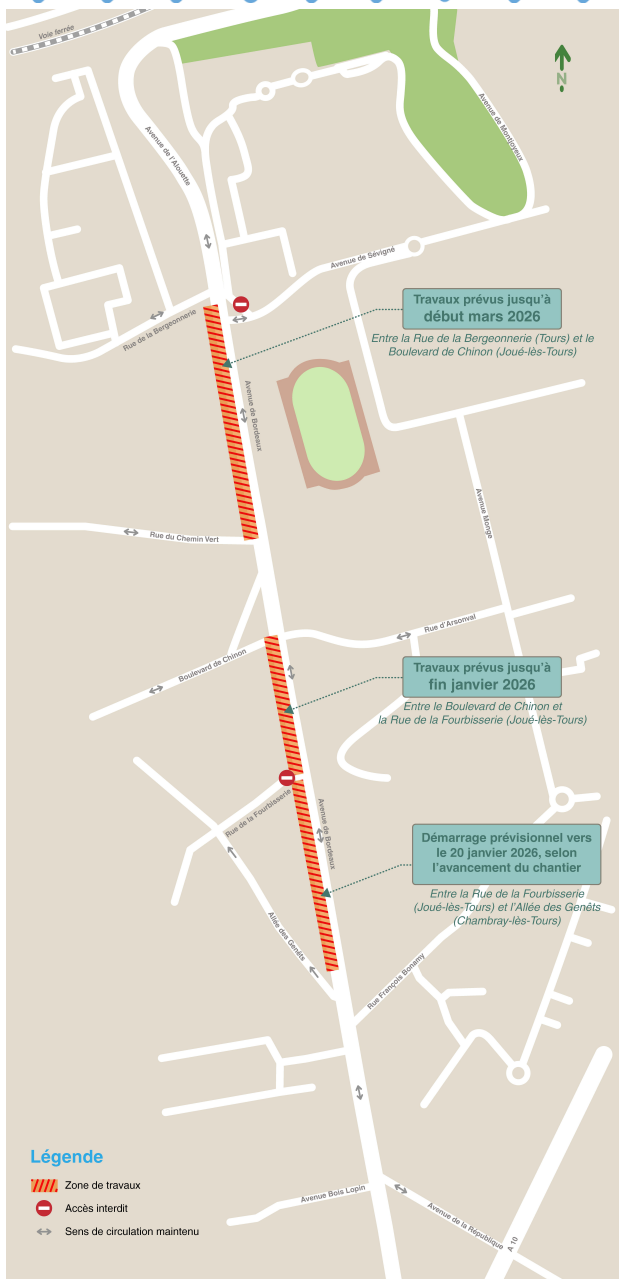 Voie ferrée
N
Avenue de Montjoyeux
Avenue de l'Alouette
Avenue de Sévigné
Rue de la Bergeonnerie
Travaux prévus jusqu'à
début mars 2026
Entre la Rue de la Bergeonnerie (Tours) et le
Boulevard de Chinon (Joué-lès-Tours)
Avenue de Bordeaux
Avenue Monge
Rue du Chemin Vert
Rue d'Arsonval
Boulevard de Chinon
Travaux prévus jusqu'à
fin janvier 2026
Entre le Boulevard de Chinon et
la Rue de la Fourbisserie (Joué-lès-Tours)
Rue de la Fourbisserie
Avenue de Bordeaux
Démarrage prévisionnel vers
le 20 janvier 2026, selon
l'avancement du chantier
Entre la Rue de la Fourbisserie
(Joué-lès-Tours) et l'Allée des Genêts
(Chambray-lès-Tours)
Allée des Genêts
Rue François Bonamy
Légende
Zone de travaux
Accès interdit
Sens de circulation maintenu
Avenue Bois Lopin
Avenue de la République
A 10